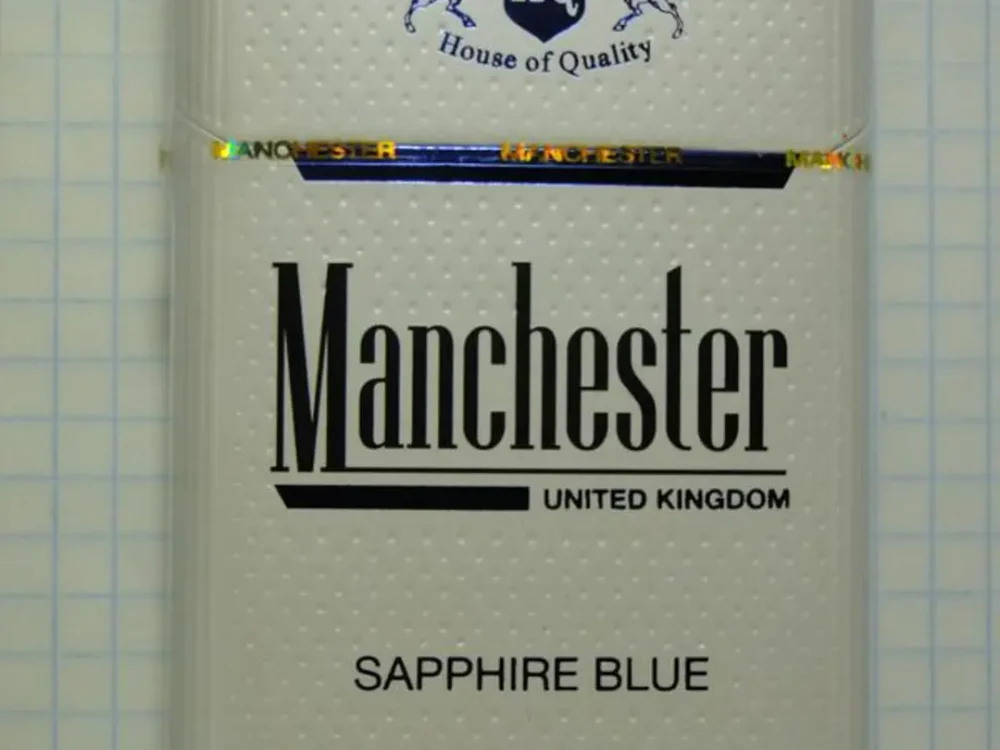 House of Quality
MANCHESTER MANCHESTER
Manchester
UNITED KINGDOM
SAPPHIRE BLUE